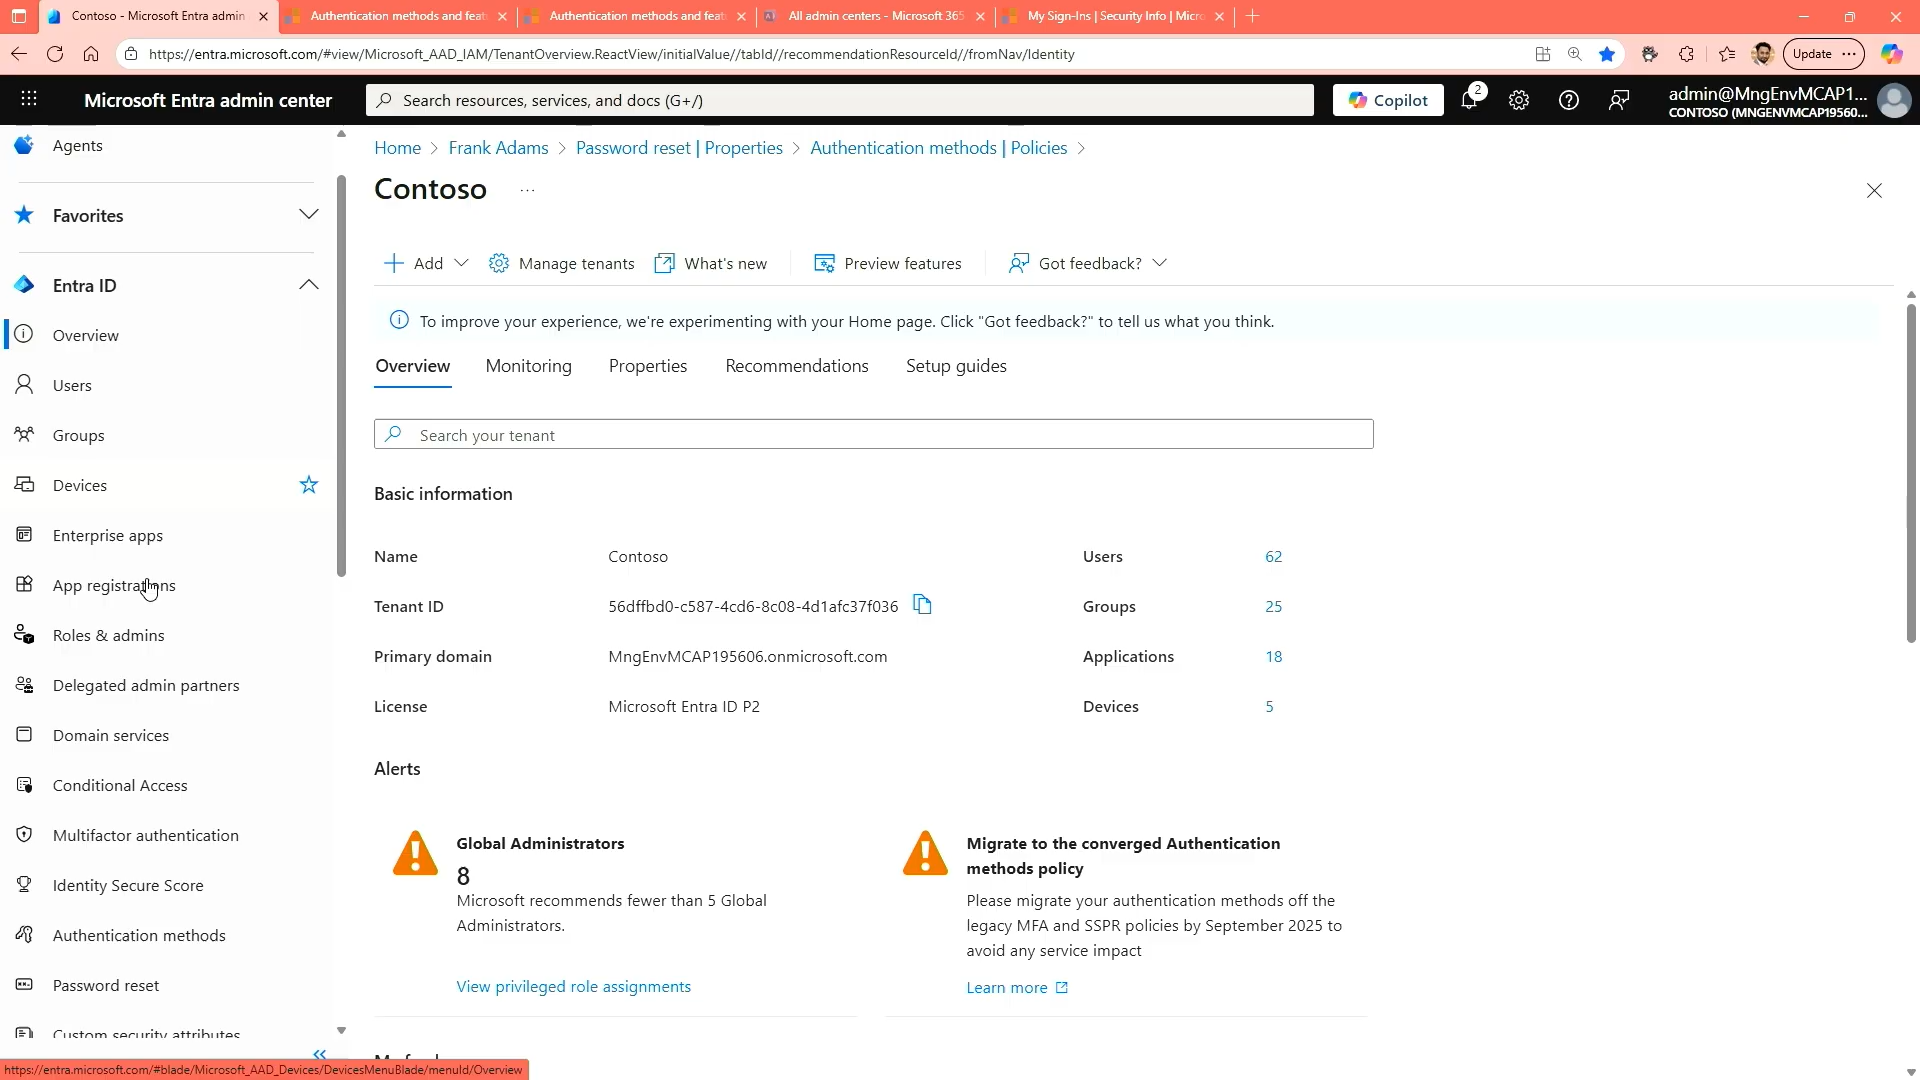 Contoso - Microsoft Entra admin
Authentication methods and feat
Authentication methods and feat
All admin centers - Microsoft 365
My Sign-Ins | Security Info | Micro
https://entra.microsoft.com/#view/Microsoft_AAD_IAM/TenantOverview.ReactView/initialValue//tabId//recommendationResourceId//fromNav/Identity
Update
Microsoft Entra admin center
Search resources, services, and docs (G+/)
Copilot
2
admin@MngEnvMCAP1...
CONTOSO (MNGENVMCAP19560...
Agents
Favorites
Entra ID
Overview
Users
Groups
Devices
Enterprise apps
App registrations
Roles & admins
Delegated admin partners
Domain services
Conditional Access
Multifactor authentication
Identity Secure Score
Authentication methods
Password reset
Custom security attributes
Home > Frank Adams > Password reset | Properties > Authentication methods | Policies >
Contoso ...
Add
Manage tenants
What's new
Preview features
Got feedback?
To improve your experience, we're experimenting with your Home page. Click "Got feedback?" to tell us what you think.
Overview Monitoring Properties Recommendations Setup guides
Search your tenant
Basic information
Name Contoso Users 62
Tenant ID 56dffbd0-c587-4cd6-8c08-4d1afc37f036 Groups 25
Primary domain MngEnvMCAP195606.onmicrosoft.com Applications 18
License Microsoft Entra ID P2 Devices 5
Alerts
Global Administrators
8
Microsoft recommends fewer than 5 Global
Administrators.
View privileged role assignments
Migrate to the converged Authentication
methods policy
Please migrate your authentication methods off the
legacy MFA and SSPR policies by September 2025 to
avoid any service impact
Learn more
https://entra.microsoft.com/#blade/Microsoft_AAD_Devices/DevicesMenuBlade/menuId/Overview